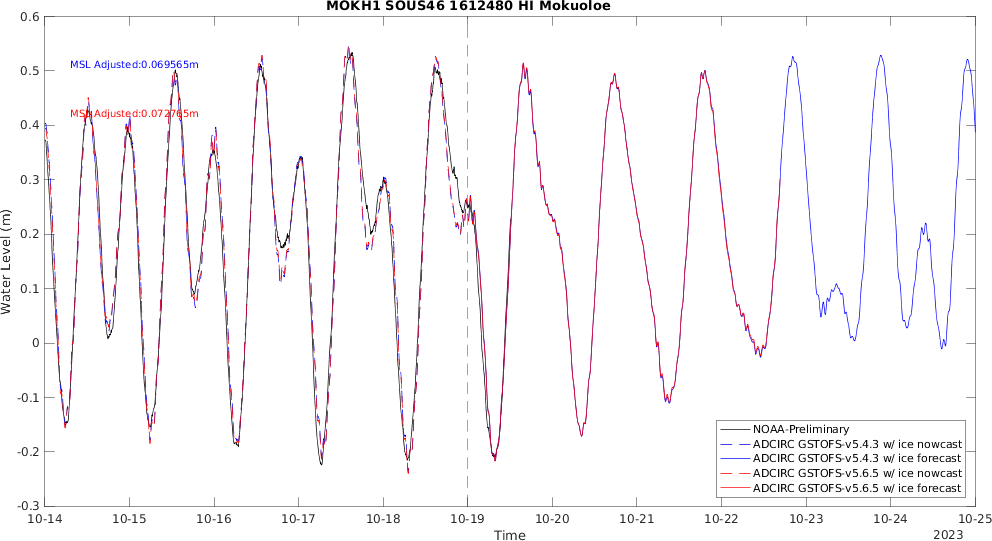 MOKH1 SOUS46 1612480 HI Mokuoloe
0.6
0.5
0.4
0.3
0.2
0.1
0
-0.1
-0.2
-0.3
Water Level (m)
MSL Adjusted:0.069565m
MSL Adjusted:0.072765m
NOAA-Preliminary
ADCIRC GSTOFS-v5.4.3 w/ ice nowcast
ADCIRC GSTOFS-v5.4.3 w/ ice forecast
ADCIRC GSTOFS-v5.6.5 w/ ice nowcast
ADCIRC GSTOFS-v5.6.5 w/ ice forecast
10-14 10-15 10-16 10-17 10-18 10-19 10-20 10-21 10-22 10-23 10-24 10-25
Time
2023